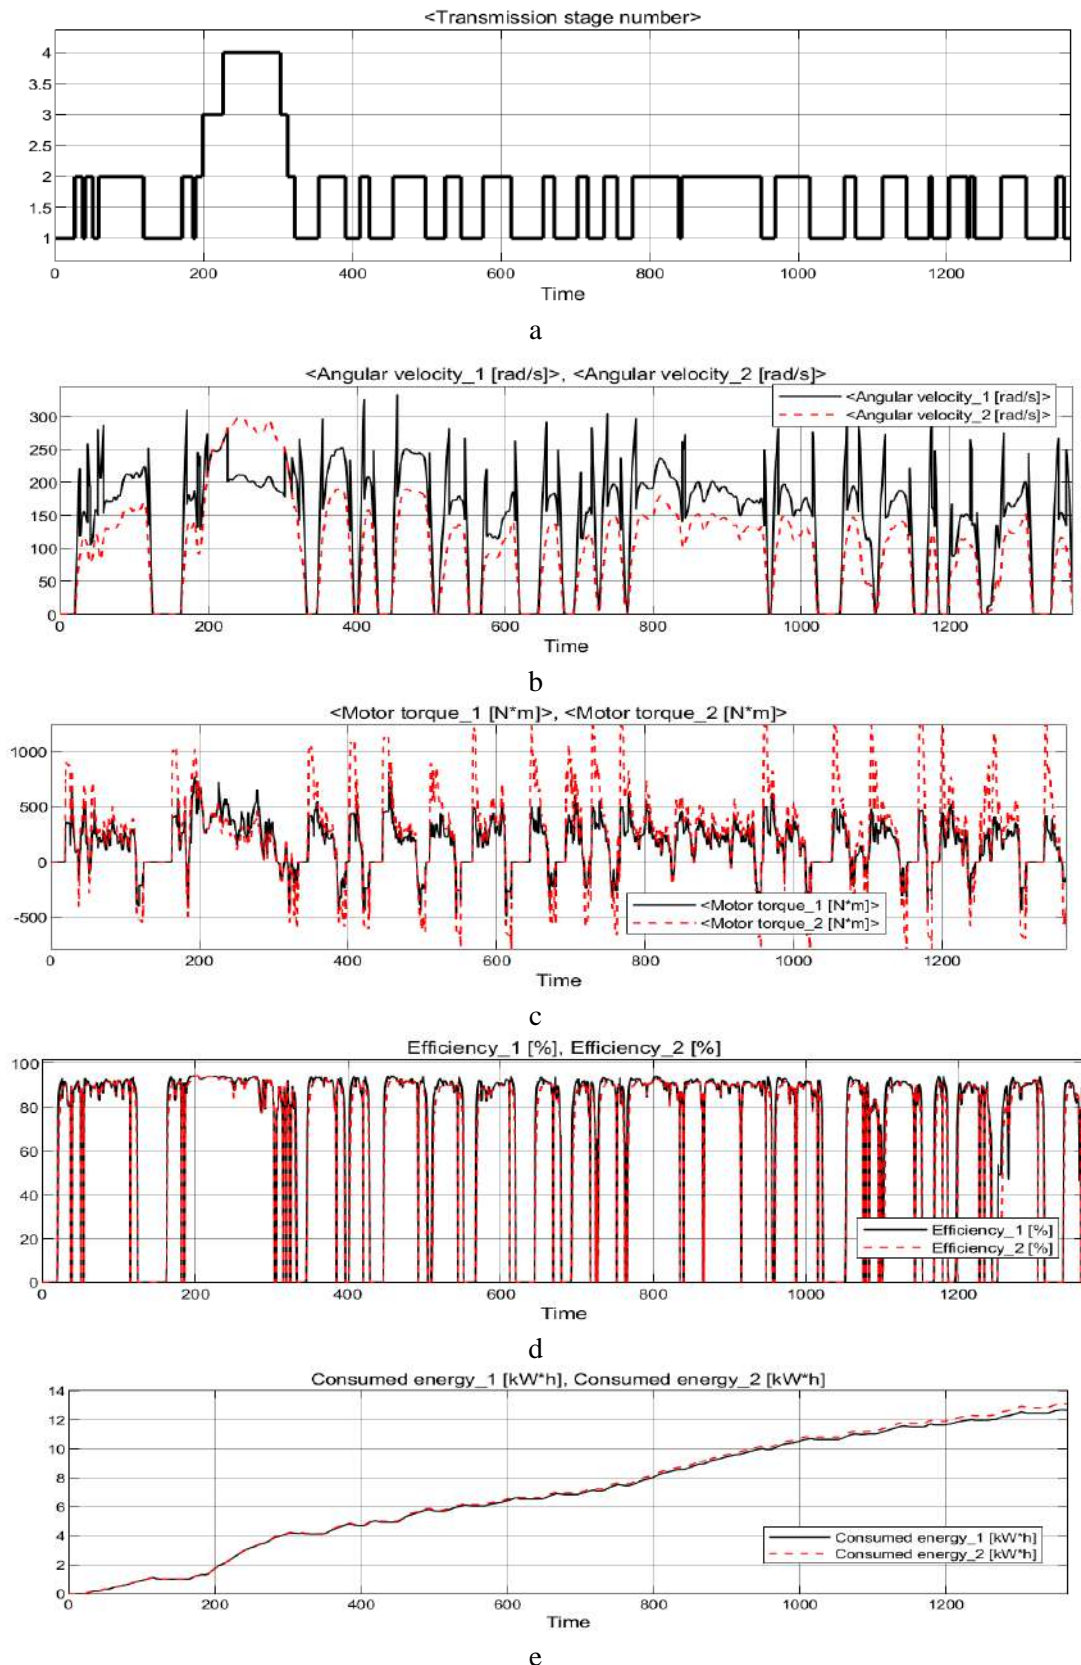 <Transmission stage number>
4
3.5
3
2.5
2
1.5
1
0 200 400 600 800 1000 1200
Time
a
<Angular velocity_1 [rad/s]>, <Angular velocity_2 [rad/s]>
<Angular velocity_1 [rad/s]>
<Angular velocity_2 [rad/s]>
300
250
200
150
100
50
0
0 200 400 600 800 1000 1200
Time
b
<Motor torque_1 [N*m]>, <Motor torque_2 [N*m]>
1000
500
0
-500
<Motor torque_1 [N*m]>
<Motor torque_2 [N*m]>
0 200 400 600 800 1000 1200
Time
c
Efficiency_1 [%], Efficiency_2 [%]
100
80
60
40
20
0
Efficiency_1 [%]
Efficiency_2 [%]
0 200 400 600 800 1000 1200
Time
d
Consumed energy_1 [kW*h], Consumed energy_2 [kW*h]
14
12
10
8
6
4
2
0
Consumed energy_1 [kW*h]
Consumed energy_2 [kW*h]
0 200 400 600 800 1000 1200
Time
e